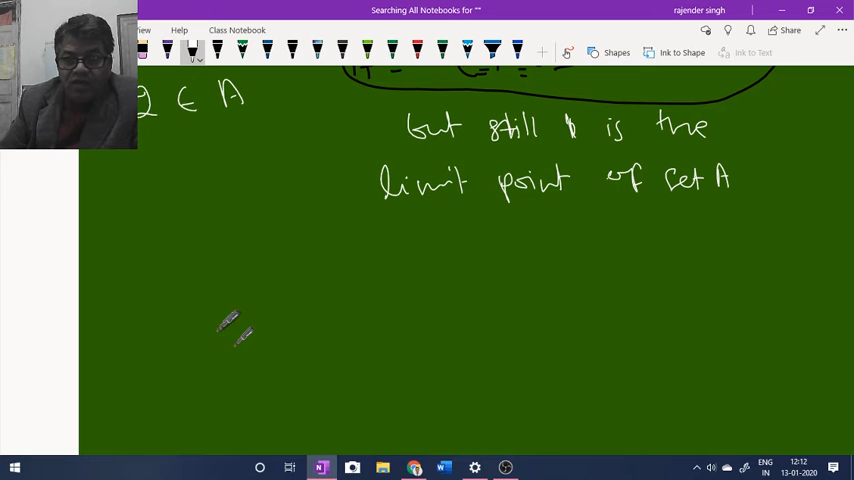 Searching All Notebooks for ""
rajender singh
View
Help
Class Notebook
Share
Shapes
Ink to Shape
Ink to Text
2 ∈ A
but still 1 is the
limit point of set A
ENG
IN
12:12
13-01-2020